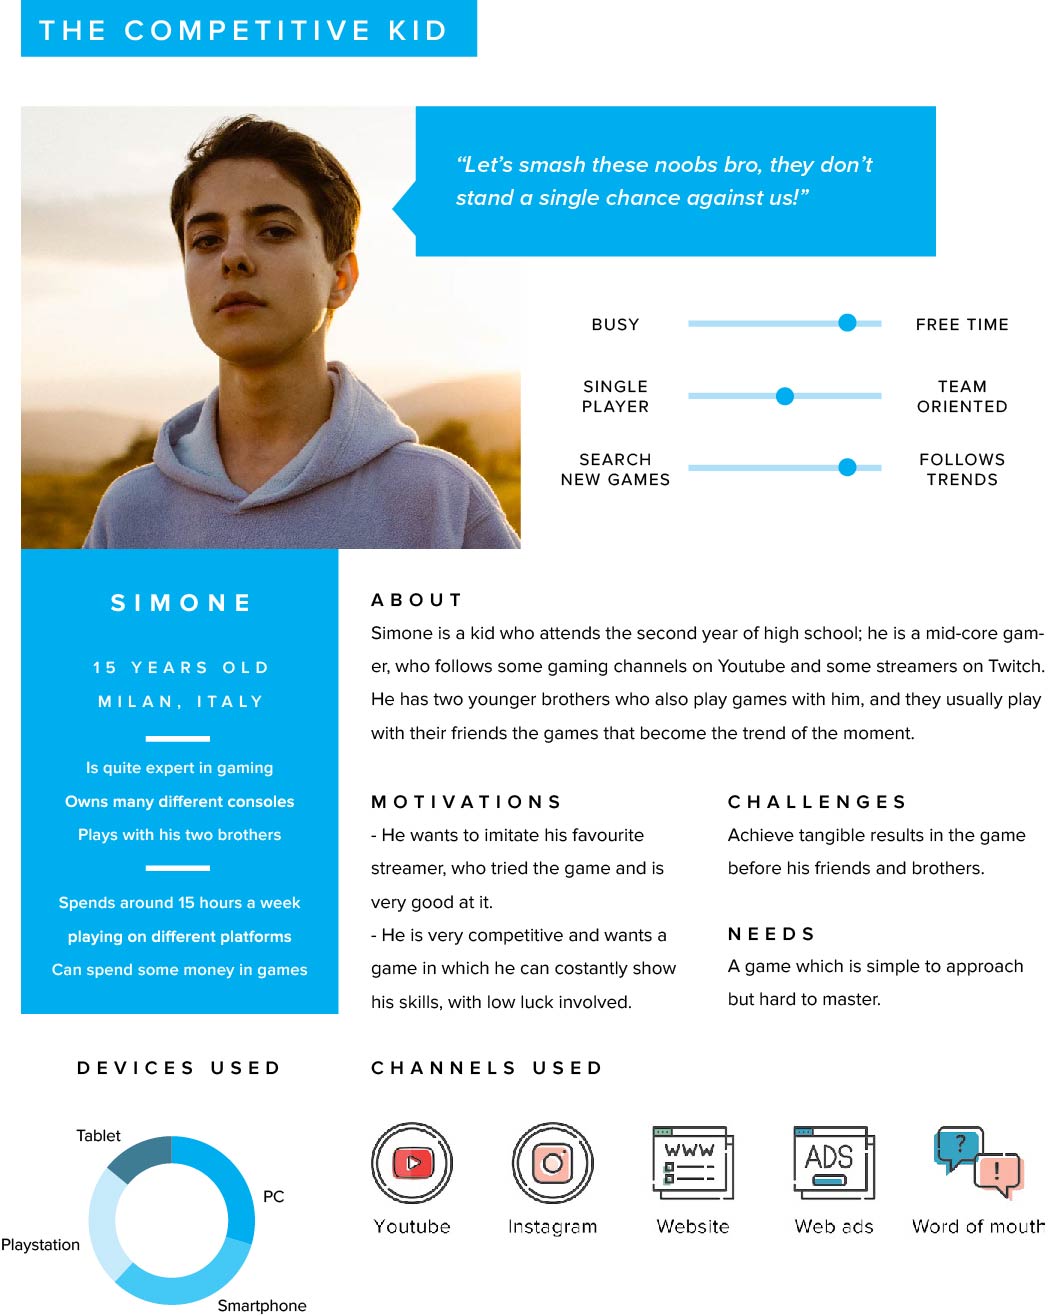 THE COMPETITIVE KID
“Let’s smash these noobs bro, they don’t
stand a single chance against us!”
BUSY
FREE TIME
SINGLE
PLAYER
TEAM
ORIENTED
SEARCH
NEW GAMES
FOLLOWS
TRENDS
SIMONE
15 YEARS OLD
MILAN, ITALY
Is quite expert in gaming
Owns many different consoles
Plays with his two brothers
Spends around 15 hours a week
playing on different platforms
Can spend some money in games
ABOUT
Simone is a kid who attends the second year of high school; he is a mid-core gam-
er, who follows some gaming channels on Youtube and some streamers on Twitch.
He has two younger brothers who also play games with him, and they usually play
with their friends the games that become the trend of the moment.
MOTIVATIONS
- He wants to imitate his favourite
streamer, who tried the game and is
very good at it.
- He is very competitive and wants a
game in which he can costantly show
his skills, with low luck involved.
CHALLENGES
Achieve tangible results in the game
before his friends and brothers.
NEEDS
A game which is simple to approach
but hard to master.
DEVICES USED
Tablet
PC
Playstation
Smartphone
CHANNELS USED
WWW
ADS
?
!
Youtube
Instagram
Website
Web ads
Word of mouth